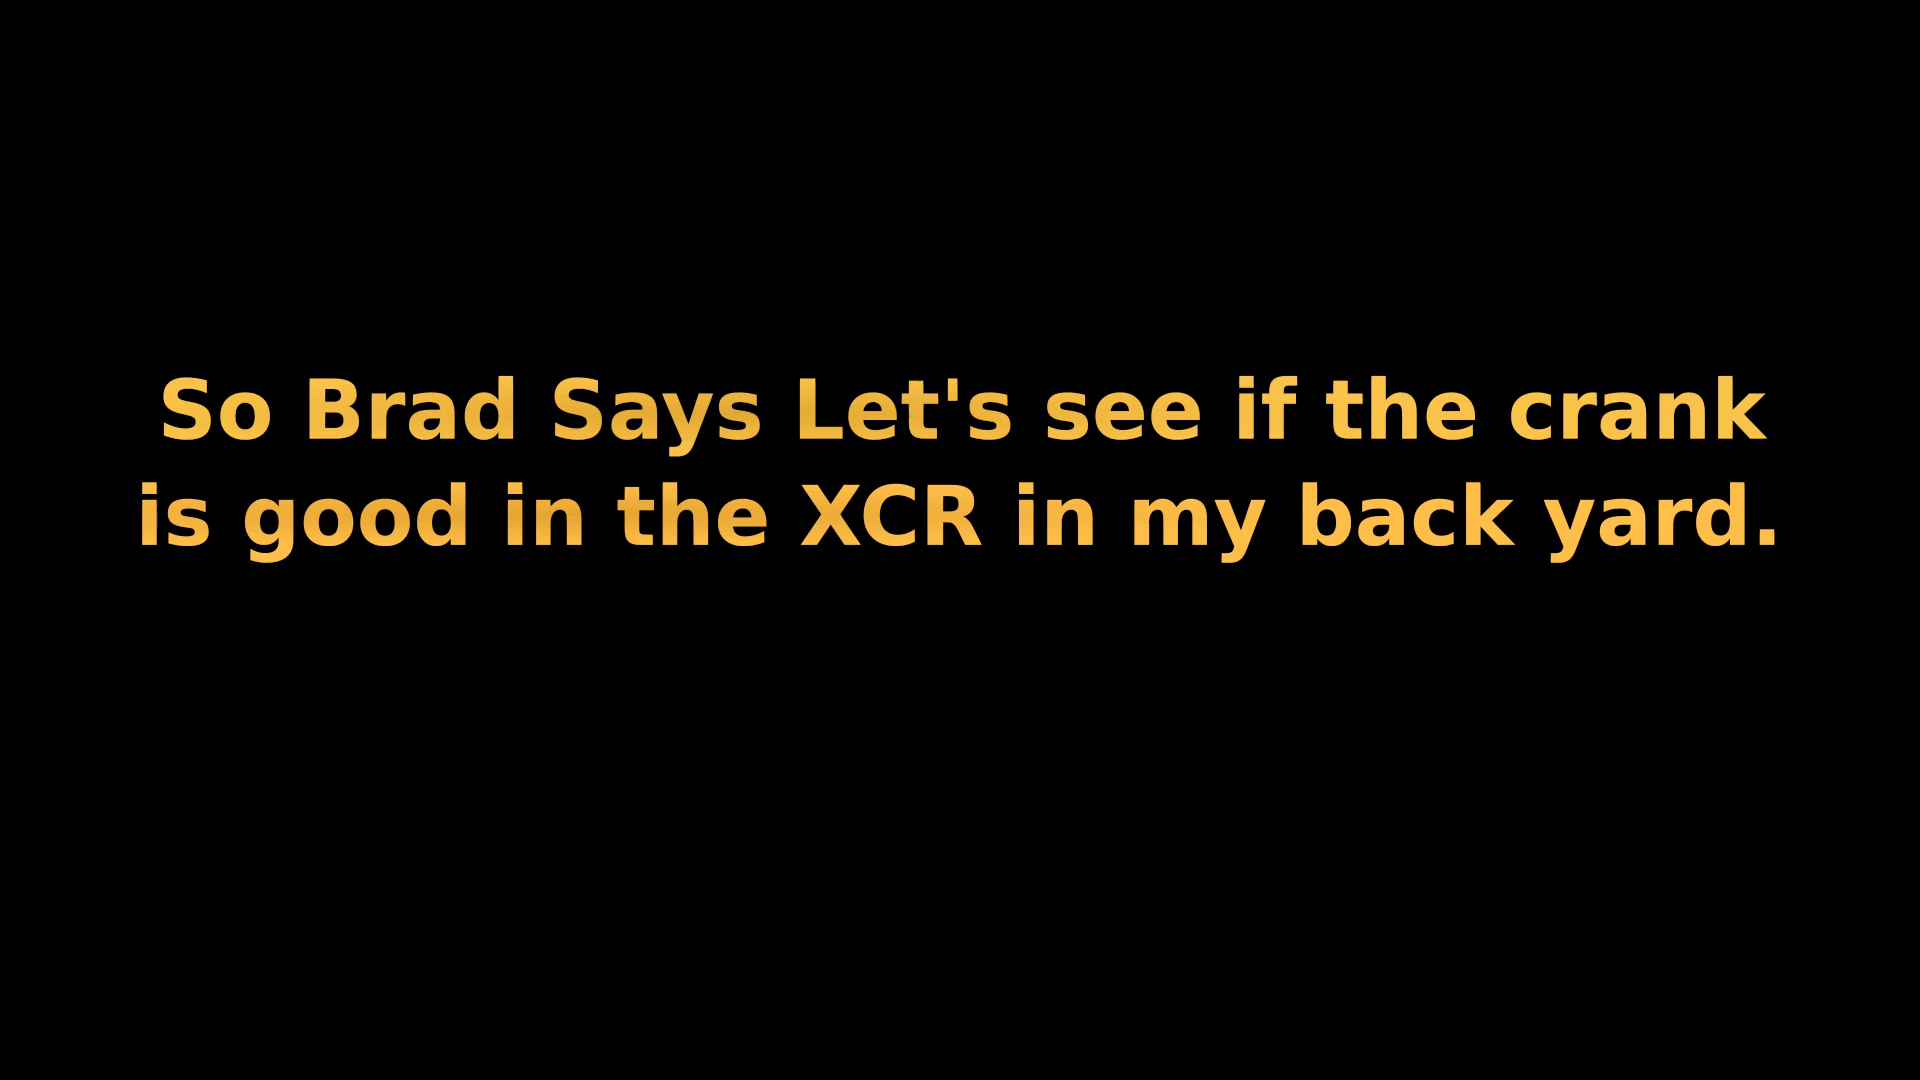 So Brad Says Let's see if the crank
is good in the XCR in my back yard.